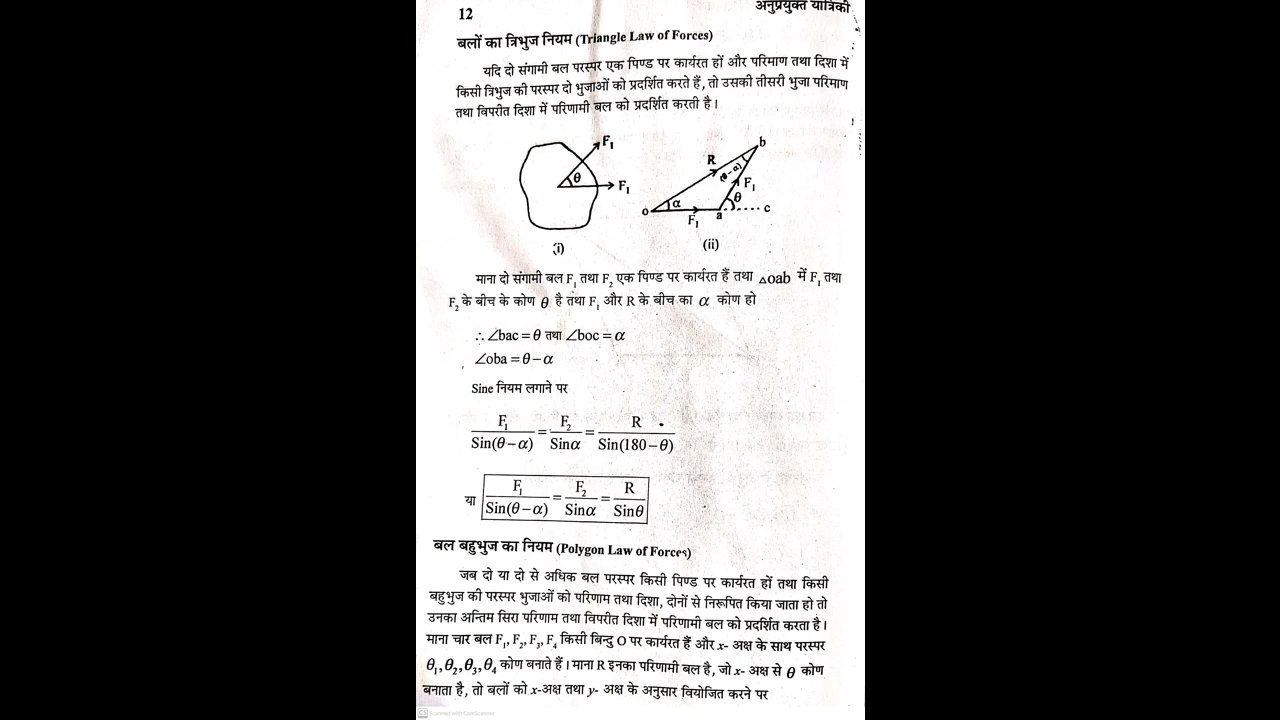 12
अनुप्रयुक्त यांत्रिकी
बलों का त्रिभुज नियम (Triangle Law of Forces)
यदि दो संगामी बल परस्पर एक पिण्ड पर कार्यरत हों और परिमाण तथा दिशा में
किसी त्रिभुज की परस्पर दो भुजाओं को प्रदर्शित करते हैं, तो उसकी तीसरी भुजा परिमाण
तथा विपरीत दिशा में परिणामी बल को प्रदर्शित करती है।
F₁
θ
F₁
(i)
b
R
(θ-α)
F₁
θ
o
α
F₁
a
c
(ii)
माना दो संगामी बल F₁ तथा F₂ एक पिण्ड पर कार्यरत हैं तथा △oab में F₁ तथा
F₂ के बीच के कोण θ है तथा F₁ और R के बीच का α कोण हो
∴ ∠bac = θ तथा ∠boc = α
∠oba = θ − α
Sine नियम लगाने पर
F₁/Sin(θ−α) = F₂/Sinα = R/Sin(180−θ)
या F₁/Sin(θ−α) = F₂/Sinα = R/Sinθ
बल बहुभुज का नियम (Polygon Law of Forces)
जब दो या दो से अधिक बल परस्पर किसी पिण्ड पर कार्यरत हों तथा किसी
बहुभुज की परस्पर भुजाओं को परिणाम तथा दिशा, दोनों से निरूपित किया जाता हो तो
उनका अन्तिम सिरा परिणाम तथा विपरीत दिशा में परिणामी बल को प्रदर्शित करता है।
माना चार बल F₁, F₂, F₃, F₄ किसी बिन्दु O पर कार्यरत हैं और x- अक्ष के साथ परस्पर
θ₁, θ₂, θ₃, θ₄ कोण बनाते हैं। माना R इनका परिणामी बल है, जो x- अक्ष से θ कोण
बनाता है, तो बलों को x-अक्ष तथा y- अक्ष के अनुसार वियोजित करने पर
CS Scanned with CamScanner